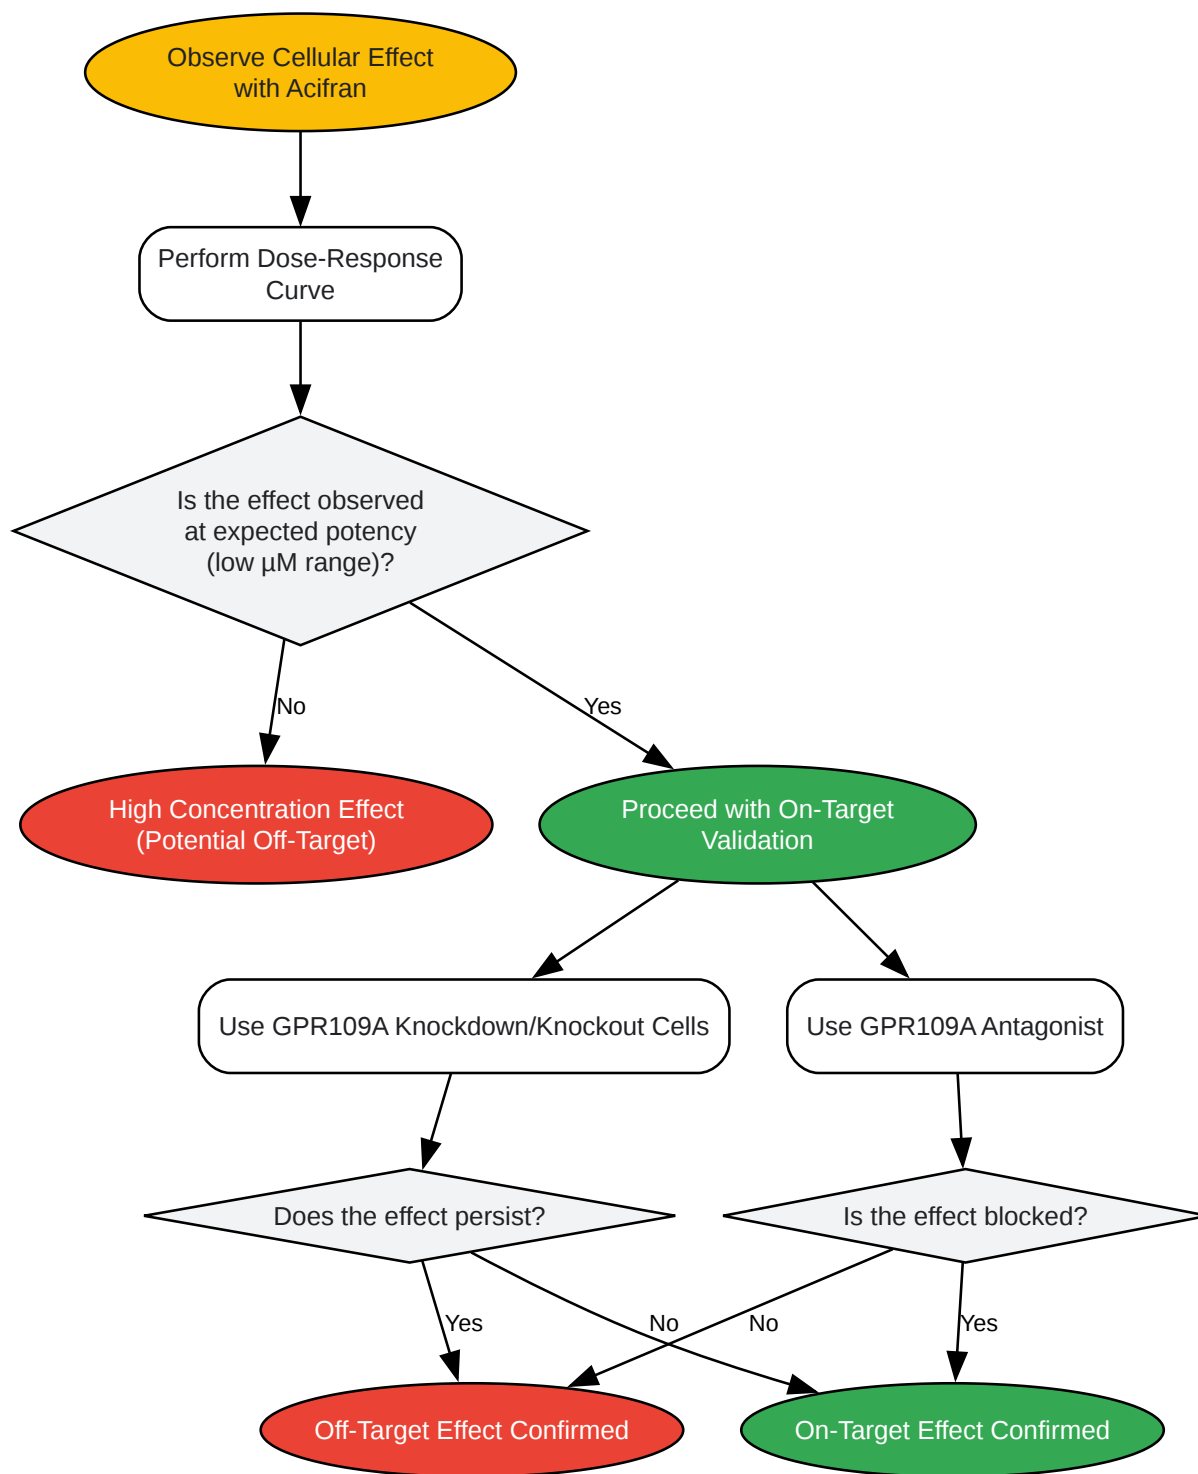 Observe Cellular Effect
with Acifran
Perform Dose-Response
Curve
Is the effect observed
at expected potency
(low µM range)?
No
Yes
High Concentration Effect
(Potential Off-Target)
Proceed with On-Target
Validation
Use GPR109A Knockdown/Knockout Cells
Use GPR109A Antagonist
Does the effect persist?
Is the effect blocked?
Yes
No
No
Yes
Off-Target Effect Confirmed
On-Target Effect Confirmed